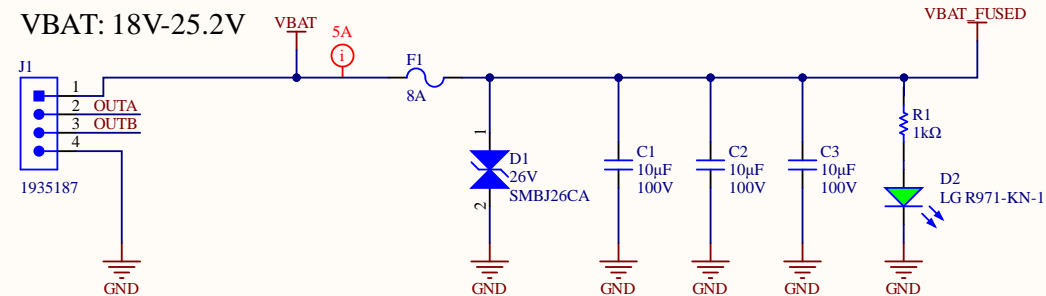 VBAT: 18V-25.2V
VBAT
5A
i
VBAT_FUSED
J1
1
2 OUTA
3 OUTB
4
1935187
GND
F1
8A
1
D1
26V
SMBJ26CA
2
GND
C1
10µF
100V
GND
C2
10µF
100V
GND
C3
10µF
100V
GND
R1
1kΩ
D2
LG R971-KN-1
GND